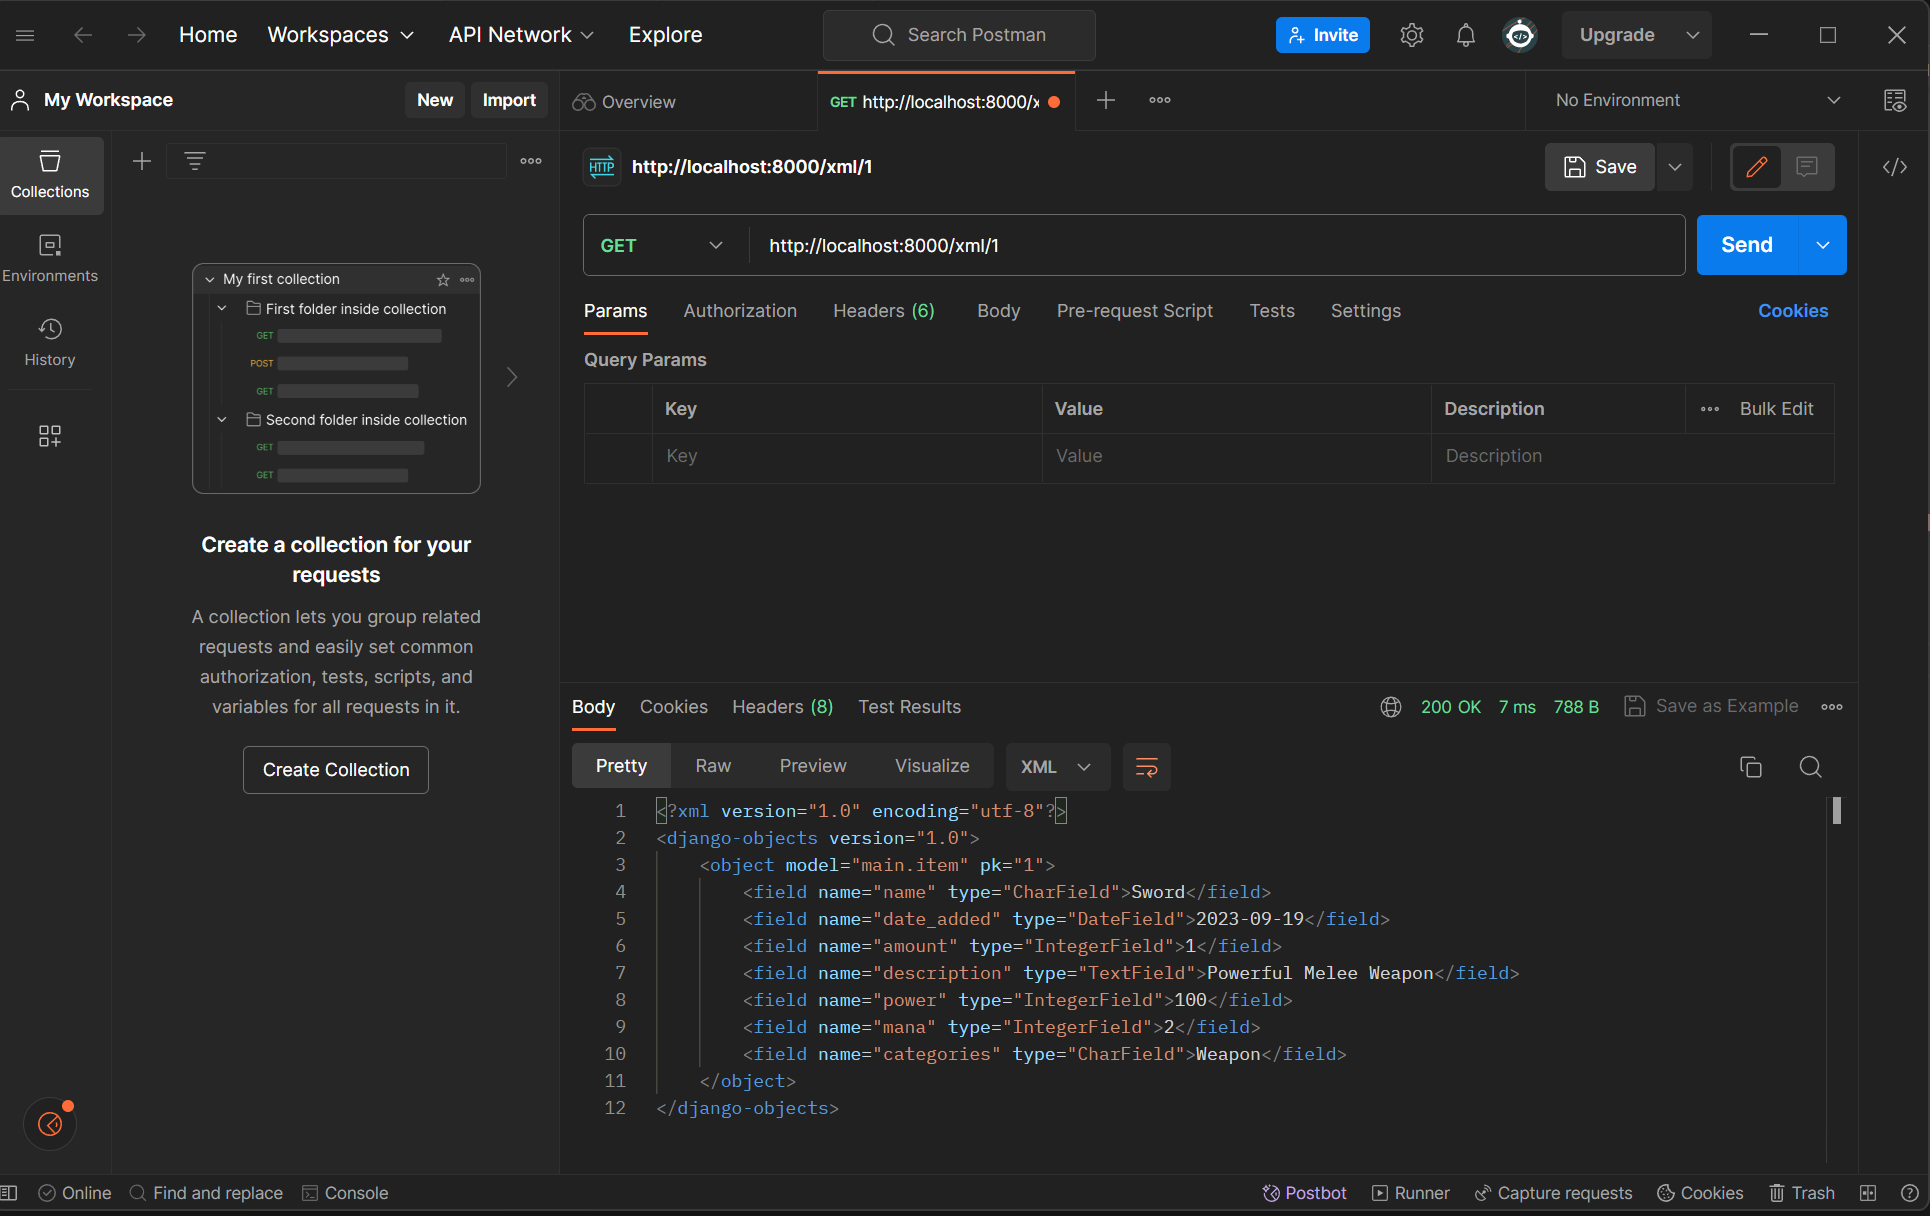 Home Workspaces API Network Explore Search Postman Invite Upgrade
My Workspace New Import Overview GET http://localhost:8000/x No Environment
Collections
Environments
History
My first collection
First folder inside collection
GET
POST
GET
Second folder inside collection
GET
GET
Create a collection for your
requests
A collection lets you group related
requests and easily set common
authorization, tests, scripts, and
variables for all requests in it.
Create Collection
HTTP http://localhost:8000/xml/1 Save
GET http://localhost:8000/xml/1 Send
Params Authorization Headers (6) Body Pre-request Script Tests Settings Cookies
Query Params
Key Value Description Bulk Edit
Key Value Description
Body Cookies Headers (8) Test Results 200 OK 7 ms 788 B Save as Example
Pretty Raw Preview Visualize XML
1 <?xml version="1.0" encoding="utf-8"?>
2 <django-objects version="1.0">
3 <object model="main.item" pk="1">
4 <field name="name" type="CharField">Sword</field>
5 <field name="date_added" type="DateField">2023-09-19</field>
6 <field name="amount" type="IntegerField">1</field>
7 <field name="description" type="TextField">Powerful Melee Weapon</field>
8 <field name="power" type="IntegerField">100</field>
9 <field name="mana" type="IntegerField">2</field>
10 <field name="categories" type="CharField">Weapon</field>
11 </object>
12 </django-objects>
Online Find and replace Console Postbot Runner Capture requests Cookies Trash